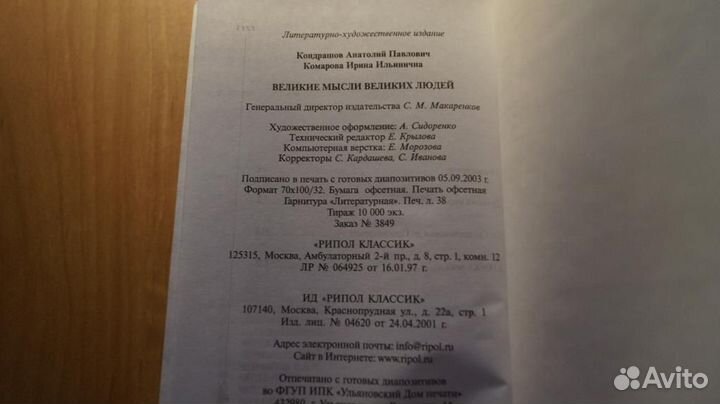 Литературно-художественное издание
Кондрашов Анатолий Павлович
Комарова Ирина Ильинична
ВЕЛИКИЕ МЫСЛИ ВЕЛИКИХ ЛЮДЕЙ
Генеральный директор издательства С. М. Макаренков
Художественное оформление: А. Сидоренко
Технический редактор Е. Крылова
Компьютерная верстка: Е. Морозова
Корректоры С. Кардашева, С. Иванова
Подписано в печать с готовых диапозитивов 05.09.2003 г.
Формат 70х100/32. Бумага офсетная. Печать офсетная
Гарнитура «Литературная». Печ. л. 38
Тираж 10 000 экз.
Заказ № 3849
«РИПОЛ КЛАССИК»
125315, Москва, Амбулаторный 2-й пр., д. 8, стр. 1, комн. 12
ЛР № 064925 от 16.01.97 г.
ИД «РИПОЛ КЛАССИК»
107140, Москва, Краснопрудная ул., д. 22а, стр. 1
Изд. лиц. № 04620 от 24.04.2001 г.
Адрес электронной почты: info@ripol.ru
Сайт в Интернете: www.ripol.ru
Отпечатано с готовых диапозитивов
во ФГУП ИПК «Ульяновский Дом печати»
432980, г.
Avito